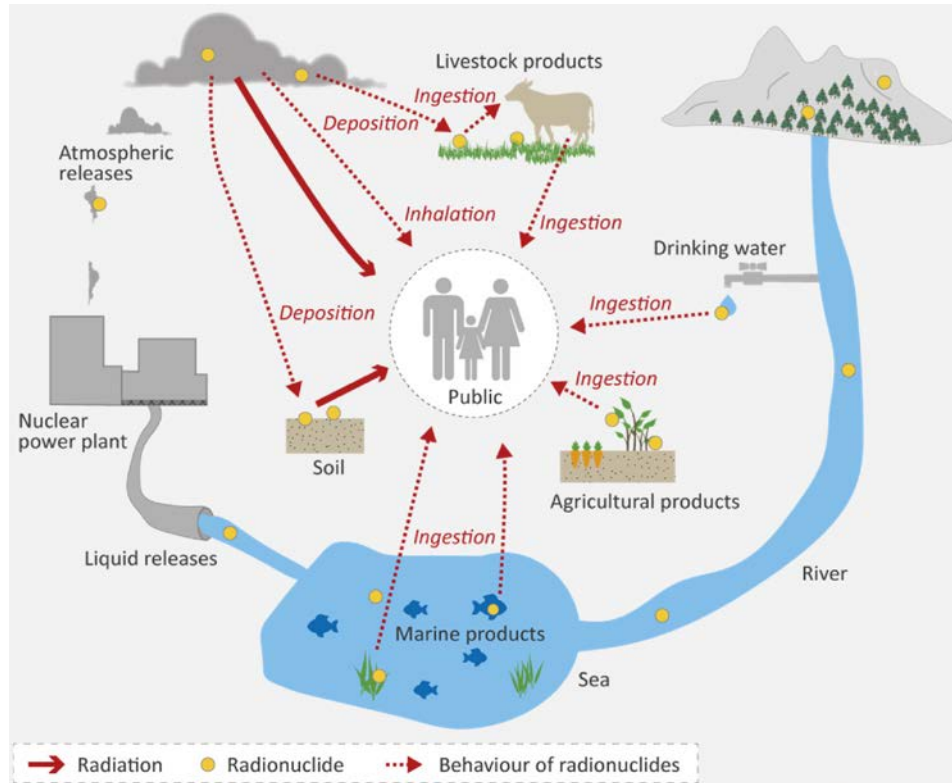 Livestock products
Ingestion
Deposition
Atmospheric
releases
Inhalation
Ingestion
Drinking water
Ingestion
Deposition
Public
Ingestion
Nuclear
power plant
Soil
Agricultural products
Liquid releases
Ingestion
River
Marine products
Sea
Radiation
Radionuclide
Behaviour of radionuclides